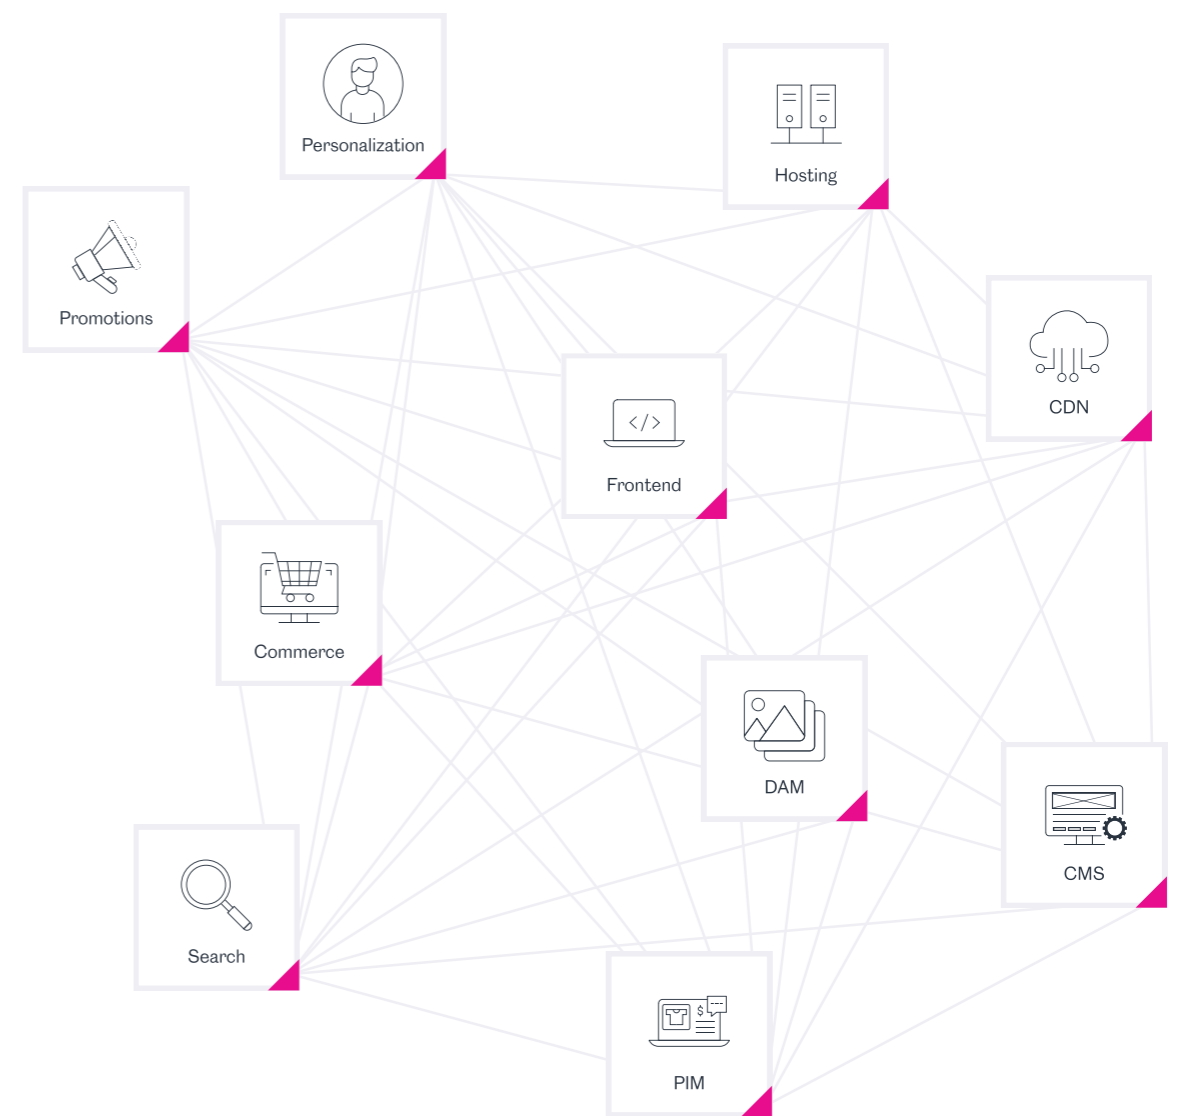 Personalization
Hosting
Promotions
CDN
</>
Frontend
Commerce
DAM
CMS
Search
$
PIM